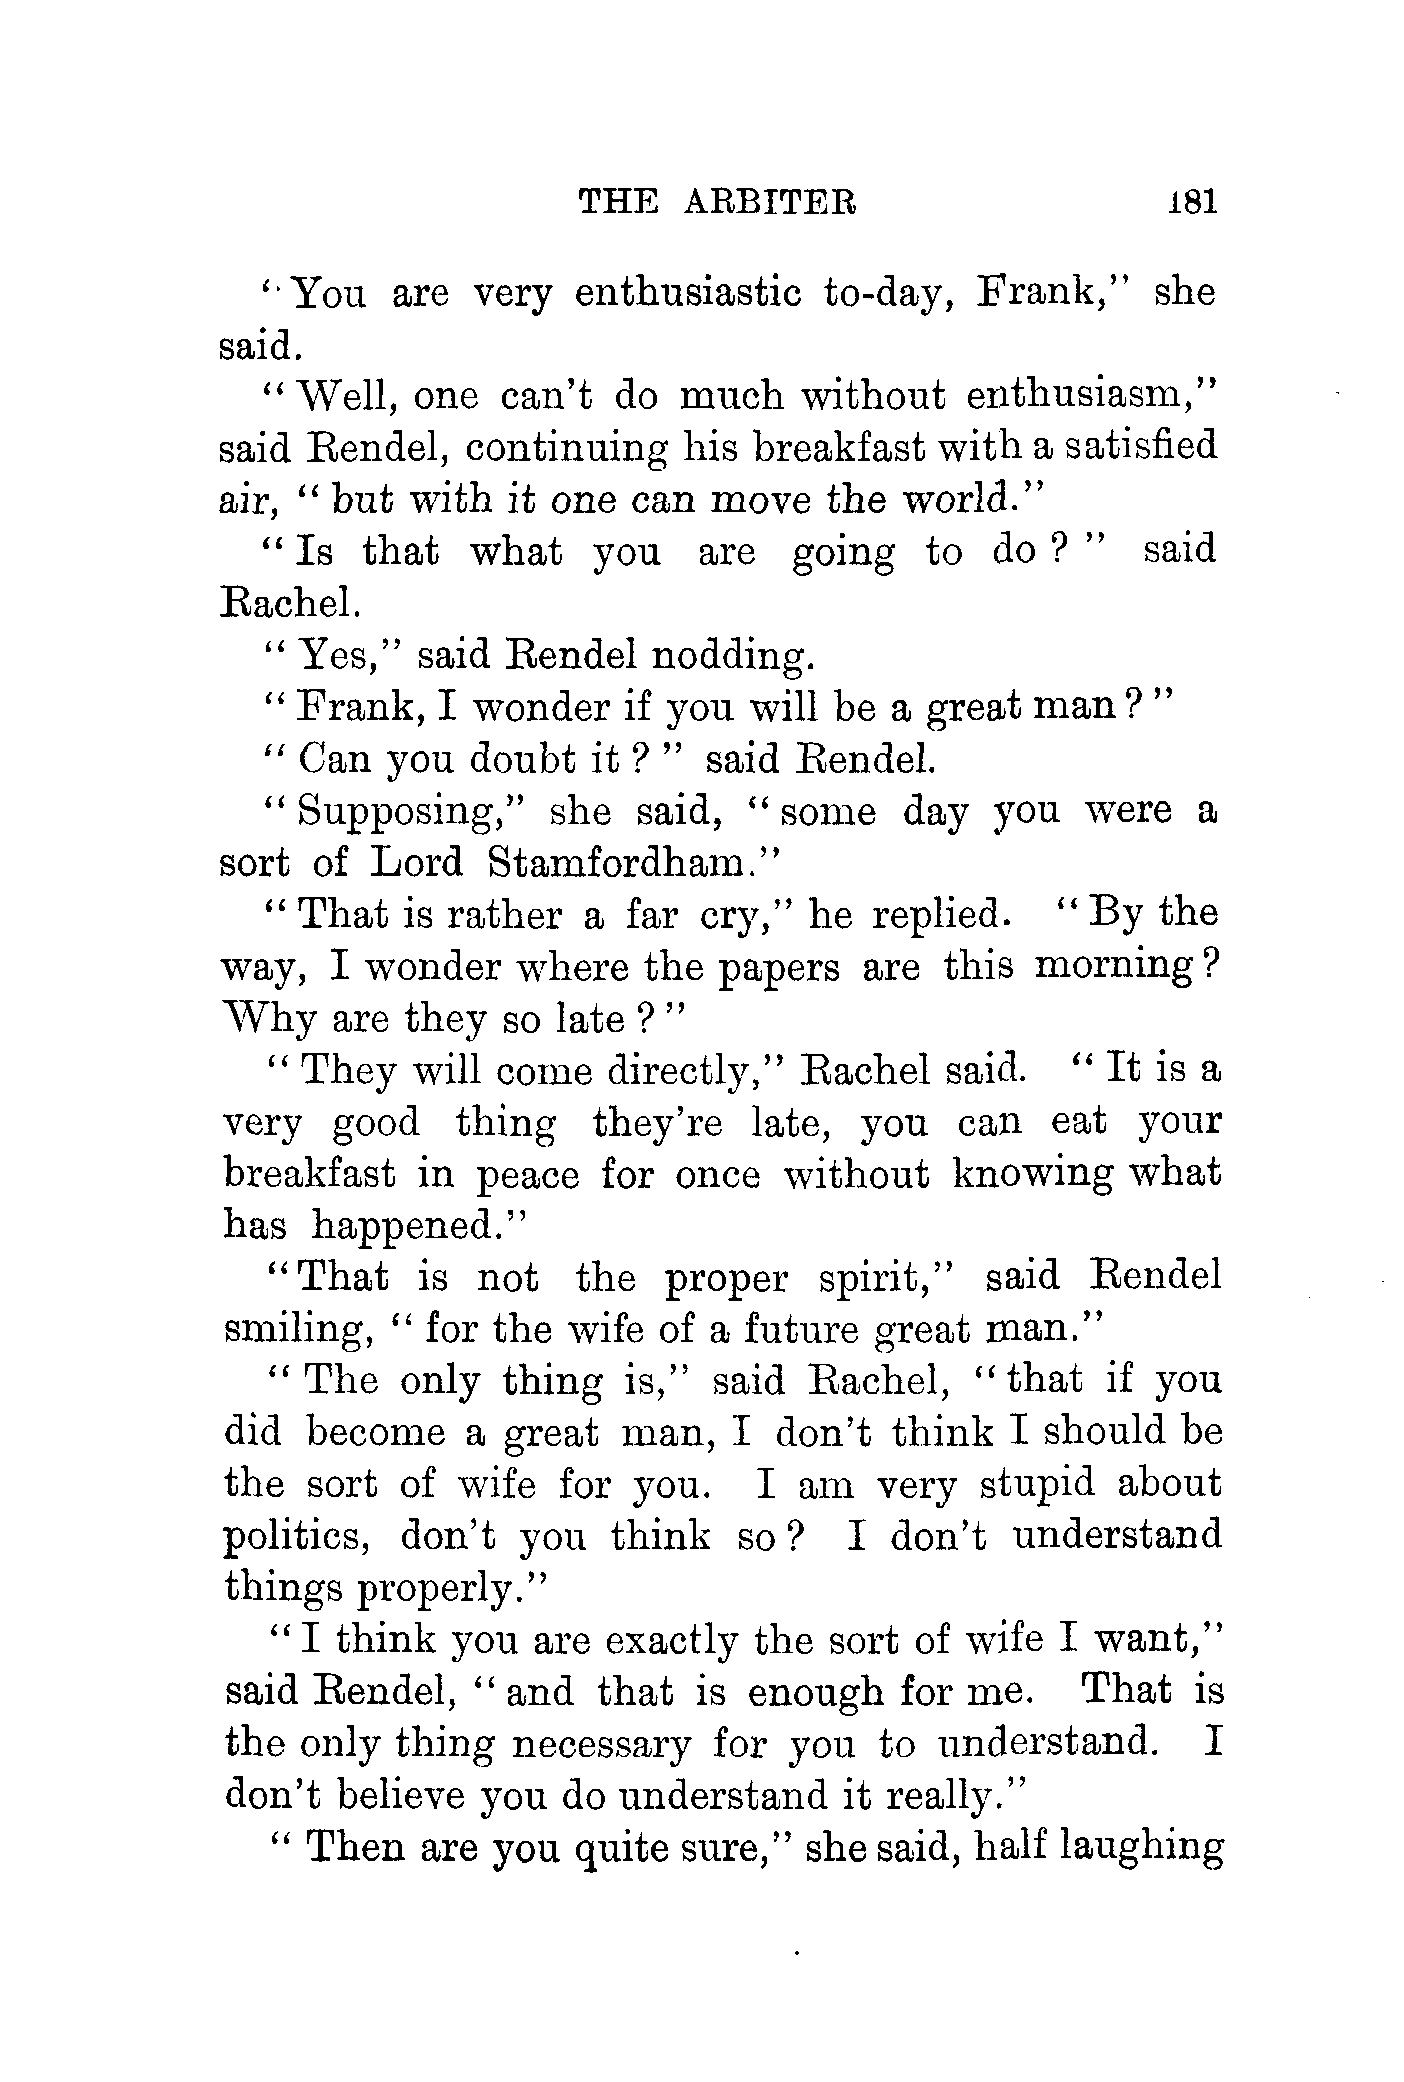 THE ARBITER 181
"You are very enthusiastic to-day, Frank," she
said.
"Well, one can't do much without enthusiasm,"
said Rendel, continuing his breakfast with a satisfied
air, "but with it one can move the world."
"Is that what you are going to do?" said
Rachel.
"Yes," said Rendel nodding.
"Frank, I wonder if you will be a great man?"
"Can you doubt it?" said Rendel.
"Supposing," she said, "some day you were a
sort of Lord Stamfordham."
"That is rather a far cry," he replied. "By the
way, I wonder where the papers are this morning?
Why are they so late?"
"They will come directly," Rachel said. "It is a
very good thing they're late, you can eat your
breakfast in peace for once without knowing what
has happened."
"That is not the proper spirit," said Rendel
smiling, "for the wife of a future great man."
"The only thing is," said Rachel, "that if you
did become a great man, I don't think I should be
the sort of wife for you. I am very stupid about
politics, don't you think so? I don't understand
things properly."
"I think you are exactly the sort of wife I want,"
said Rendel, "and that is enough for me. That is
the only thing necessary for you to understand. I
don't believe you do understand it really."
"Then are you quite sure," she said, half laughing